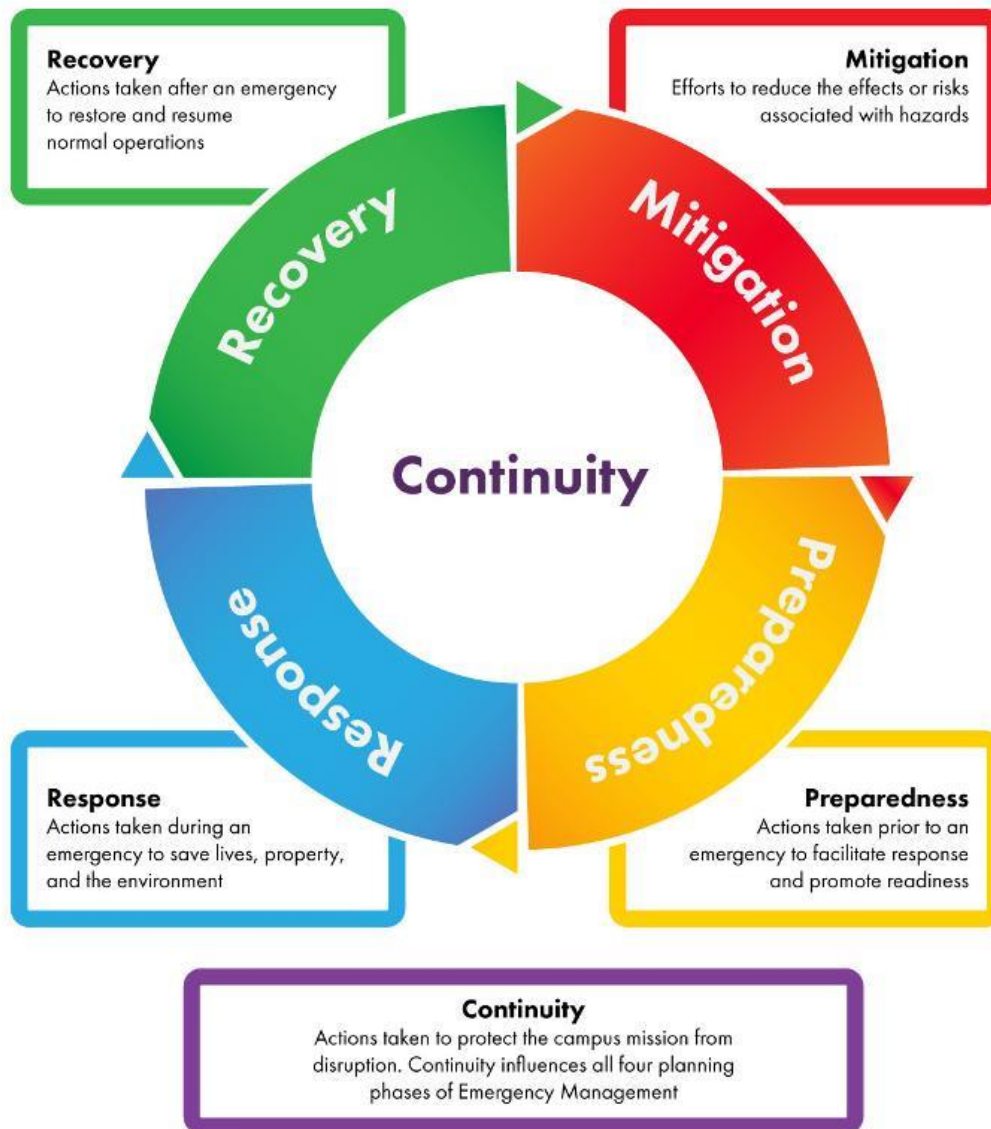 Recovery
Actions taken after an emergency
to restore and resume
normal operations
Mitigation
Efforts to reduce the effects or risks
associated with hazards
Recovery
Mitigation
Continuity
Response
Preparedness
Response
Actions taken during an
emergency to save lives, property,
and the environment
Preparedness
Actions taken prior to an
emergency to facilitate response
and promote readiness
Continuity
Actions taken to protect the campus mission from
disruption. Continuity influences all four planning
phases of Emergency Management